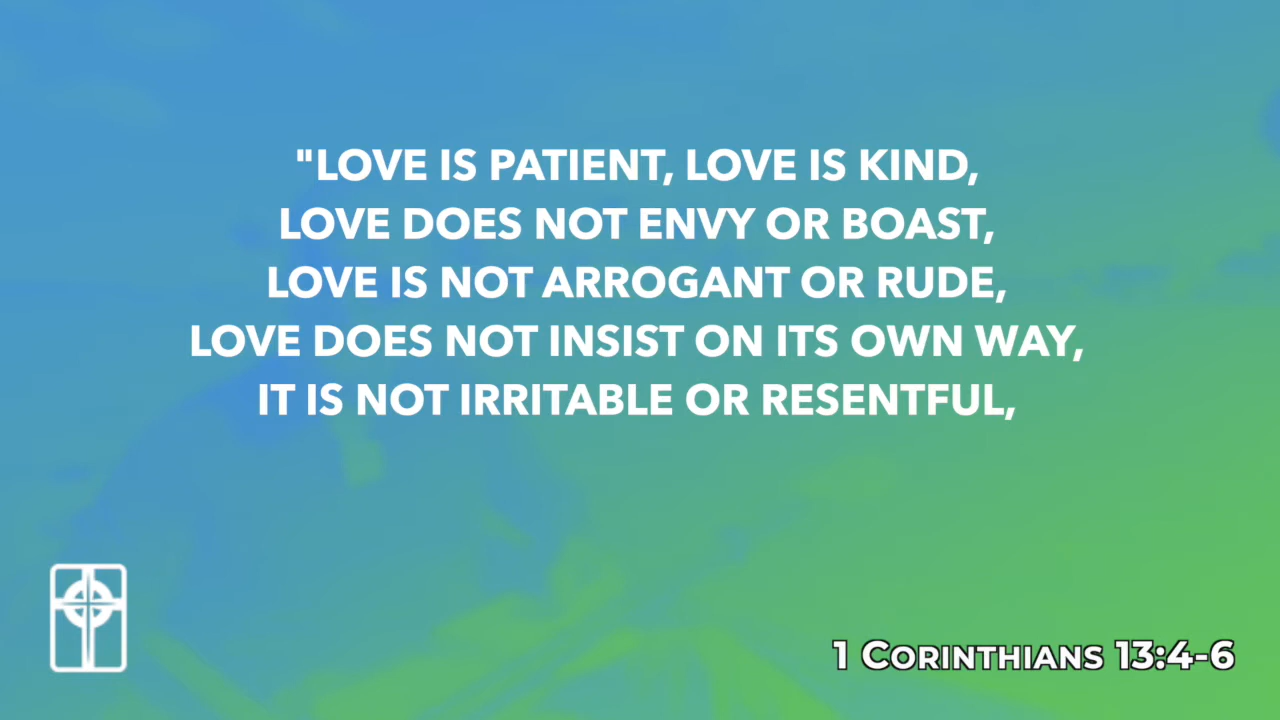 "LOVE IS PATIENT, LOVE IS KIND,
LOVE DOES NOT ENVY OR BOAST,
LOVE IS NOT ARROGANT OR RUDE,
LOVE DOES NOT INSIST ON ITS OWN WAY,
IT IS NOT IRRITABLE OR RESENTFUL,
1 CORINTHIANS 13:4-6